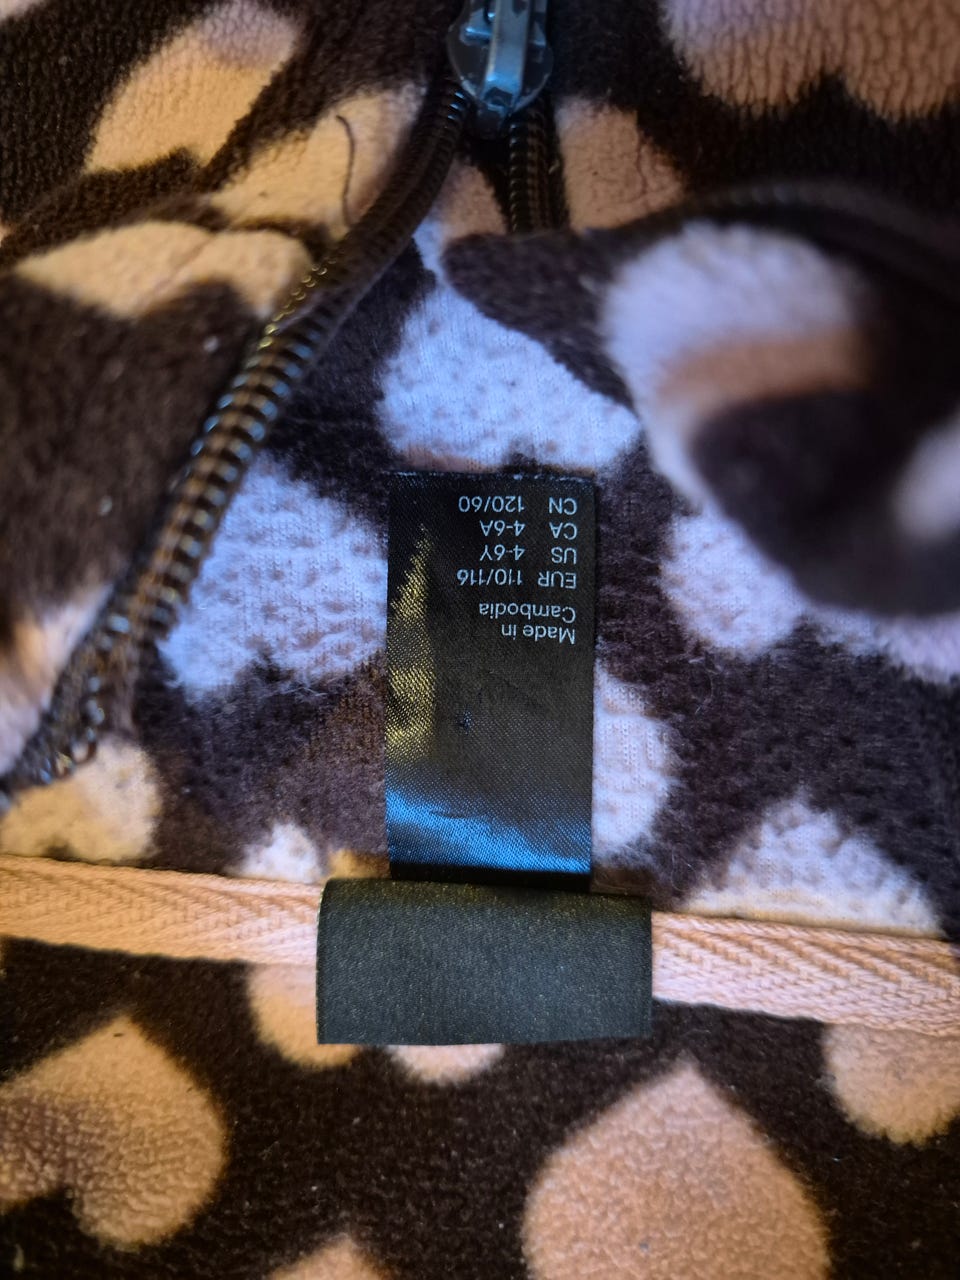 Made in
Cambodia
EUR 110/116
US 4-6Y
CA 4-6A
CN 120/60